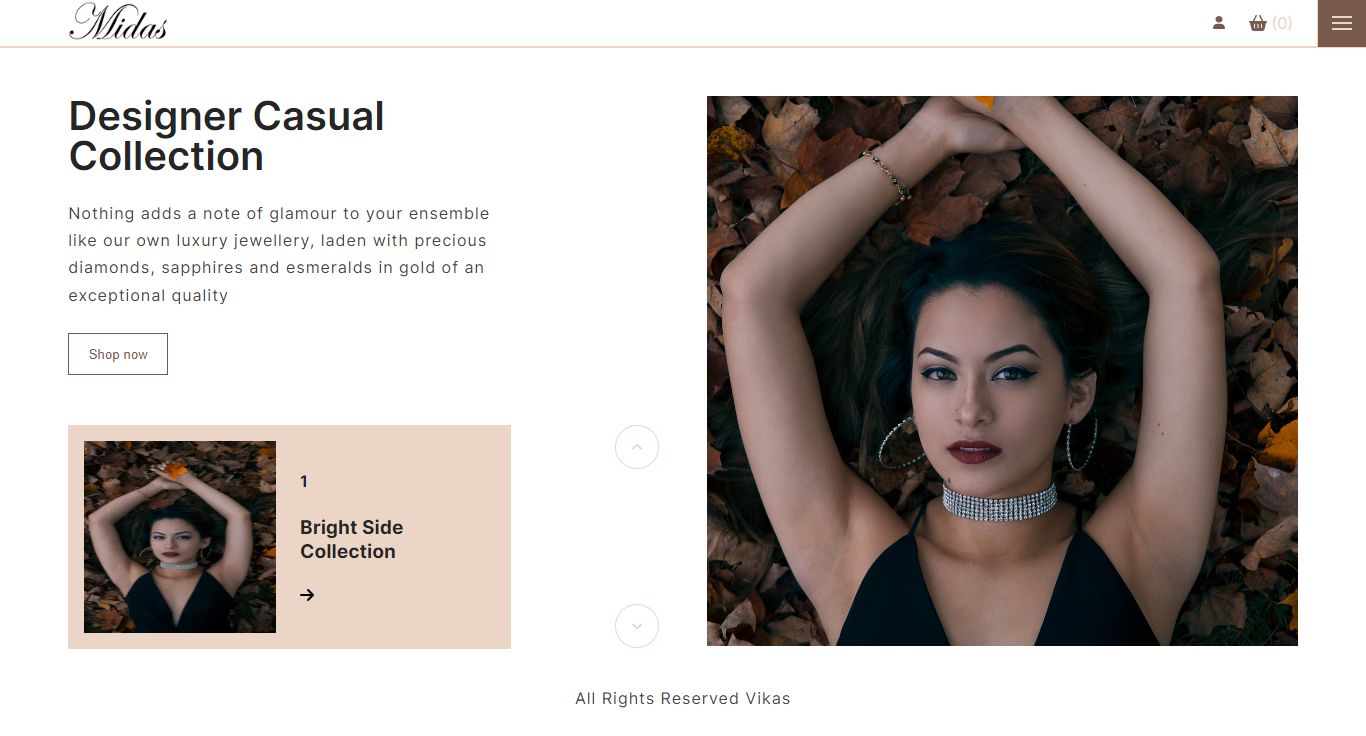 Midas
(0)
Designer Casual
Collection
Nothing adds a note of glamour to your ensemble
like our own luxury jewellery, laden with precious
diamonds, sapphires and esmeralds in gold of an
exceptional quality
Shop now
1
Bright Side
Collection
All Rights Reserved Vikas